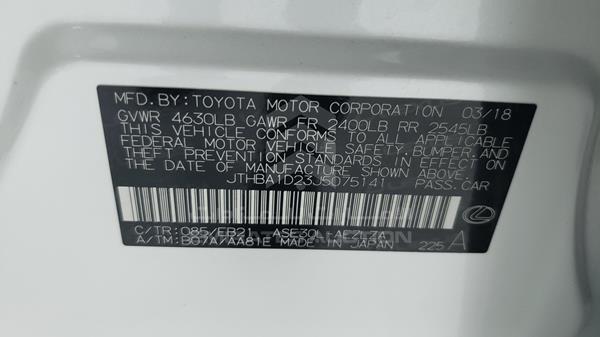 MFD. BY: TOYOTA MOTOR CORPORATION 03/18
GVWR 4630LB GAWR FR 2400LB RR 2545LB
THIS VEHICLE CONFORMS TO ALL APPLICABLE
FEDERAL MOTOR VEHICLE SAFETY, BUMPER, AND
THEFT PREVENTION STANDARDS IN EFFECT ON
THE DATE OF MANUFACTURE SHOWN ABOVE.
JTHBA1D23J5075141 PASS.CAR
C/TR: 085/EB21 ASE30L-AEZLZA
A/TM: B07A/AA81E MADE IN JAPAN 225 A